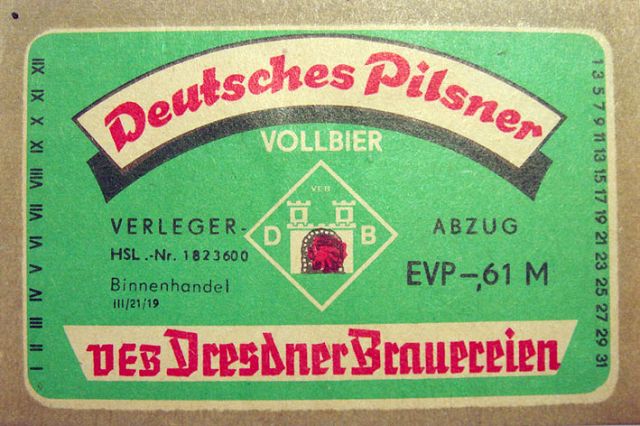 Deutsches Pilsner
VOLLBIER
VEB
D B
VERLEGER-
HSL.-Nr. 1823600
Binnenhandel
III/21/19
ABZUG
EVP-,61 M
VEB Dresdner Brauereien
I II III IV V VI VII VIII IX X XI XII
1 3 5 7 9 11 13 15 17 19 21 23 25 27 29 31